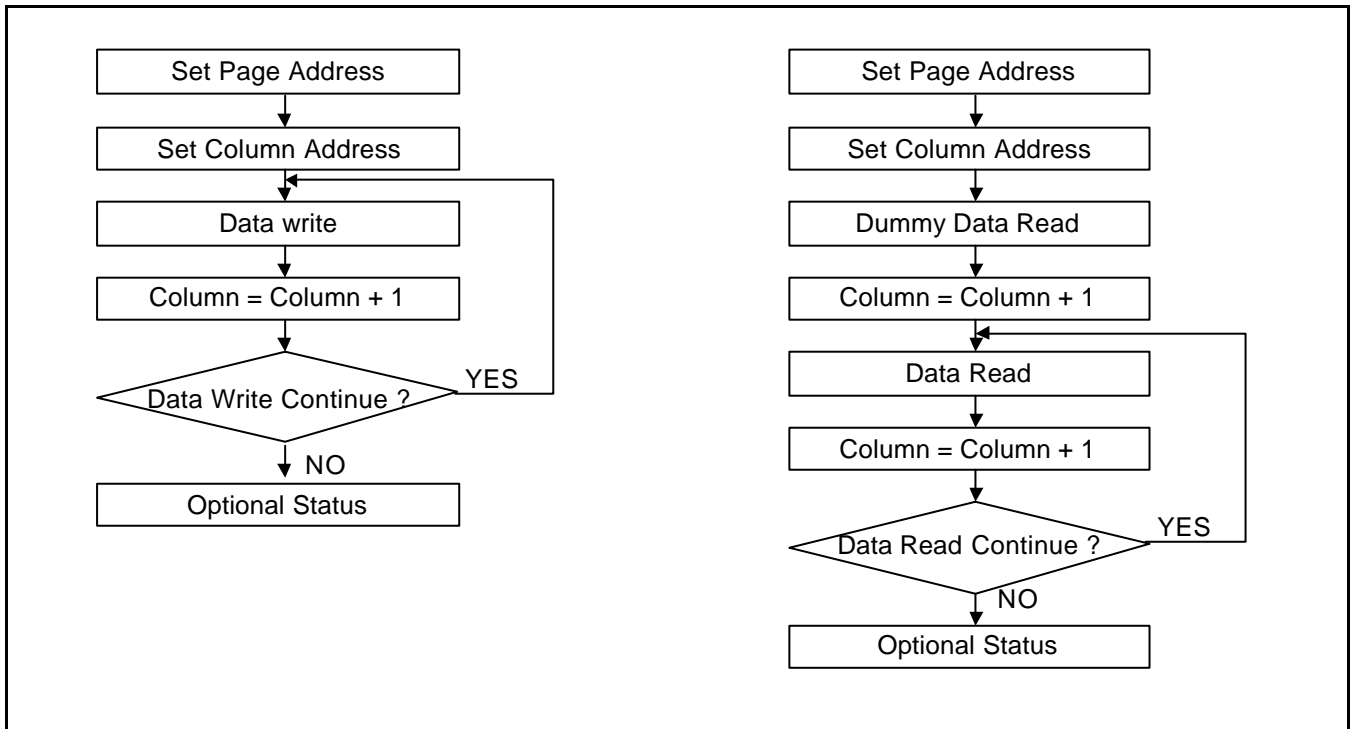 Set Page Address
Set Column Address
Data write
Column = Column + 1
Data Write Continue ?
YES
NO
Optional Status
Set Page Address
Set Column Address
Dummy Data Read
Column = Column + 1
Data Read
Column = Column + 1
Data Read Continue ?
YES
NO
Optional Status